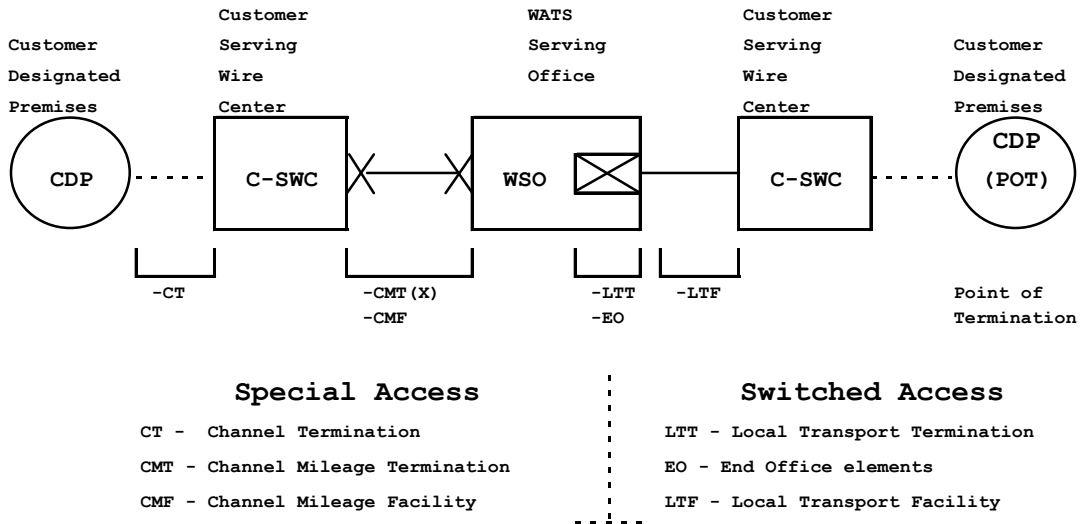 Customer
Designated
Premises
Customer
Serving
Wire
Center
WATS
Serving
Office
Customer
Serving
Wire
Center
Customer
Designated
Premises
CDP
C-SWC
WSO
C-SWC
CDP
(POT)
-CT
-CMT(X)
-CMF
-LTT
-EO
-LTF
Point of
Termination
Special Access
CT - Channel Termination
CMT - Channel Mileage Termination
CMF - Channel Mileage Facility
Switched Access
LTT - Local Transport Termination
EO - End Office elements
LTF - Local Transport Facility